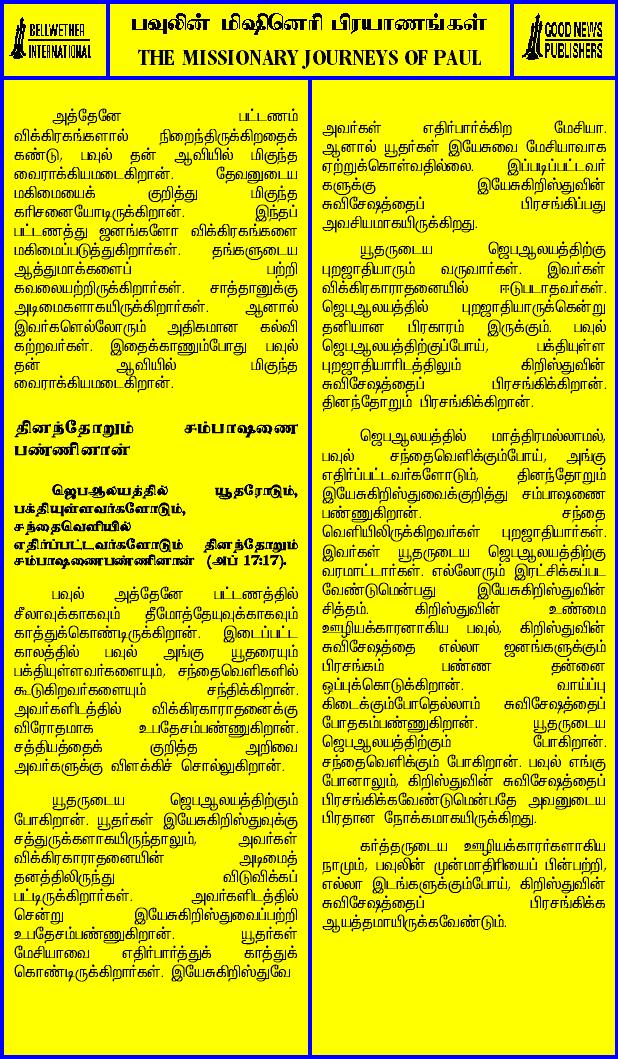 BELLWETHER
INTERNATIONAL
பவுலின் மிஷினெரி பிரயாணங்கள்
THE MISSIONARY JOURNEYS OF PAUL
GOOD NEWS
PUBLISHERS
அத்தேனே பட்டணம்
விக்கிரகங்களால் நிறைந்திருக்கிறதைக்
கண்டு, பவுல் தன் ஆவியில் மிகுந்த
வைராக்கியமடைகிறான். தேவனுடைய
மகிமையைக் குறித்து மிகுந்த
கரிசனையோடிருக்கிறான். இந்தப்
பட்டணத்து ஜனங்களோ விக்கிரகங்களை
மகிமைப்படுத்துகிறார்கள். தங்களுடைய
ஆத்துமாக்களைப் பற்றி
கவலையற்றிருக்கிறார்கள். சாத்தானுக்கு
அடிமைகளாகயிருக்கிறார்கள். ஆனால்
இவர்களெல்லோரும் அதிகமான கல்வி
கற்றவர்கள். இதைக்காணும்போது பவுல்
தன் ஆவியில் மிகுந்த
வைராக்கியமடைகிறான்.
தினந்தோறும் சம்பாஷணை
பண்ணினான்
ஜெபஆலயத்தில் யூதரோடும்,
பக்தியுள்ளவர்களோடும்,
சந்தைவெளியில்
எதிர்ப்பட்டவர்களோடும் தினந்தோறும்
சம்பாஷணைபண்ணினான் (அப் 17:17).
பவுல் அத்தேனே பட்டணத்தில்
சீலாவுக்காகவும் தீமோத்தேயுவுக்காகவும்
காத்துக்கொண்டிருக்கிறான். இடைப்பட்ட
காலத்தில் பவுல் அங்கு யூதரையும்
பக்தியுள்ளவர்களையும், சந்தைவெளிகளில்
கூடுகிறவர்களையும் சந்திக்கிறான்.
அவர்களிடத்தில் விக்கிரகாராதனைக்கு
விரோதமாக உபதேசம்பண்ணுகிறான்.
சத்தியத்தைக் குறித்த அறிவை
அவர்களுக்கு விளக்கிச் சொல்லுகிறான்.
யூதருடைய ஜெபஆலயத்திற்கும்
போகிறான். யூதர்கள் இயேசுகிறிஸ்துவுக்கு
சத்துருக்களாகயிருந்தாலும், அவர்கள்
விக்கிரகாராதனையின் அடிமைத்
தனத்திலிருந்து விடுவிக்கப்
பட்டிருக்கிறார்கள். அவர்களிடத்தில்
சென்று இயேசுகிறிஸ்துவைப்பற்றி
உபதேசம்பண்ணுகிறான். யூதர்கள்
மேசியாவை எதிர்பார்த்துக் காத்துக்
கொண்டிருக்கிறார்கள். இயேசுகிறிஸ்துவே
அவர்கள் எதிர்பார்க்கிற மேசியா.
ஆனால் யூதர்கள் இயேசுவை மேசியாவாக
ஏற்றுக்கொள்வதில்லை. இப்படிப்பட்டவர்
களுக்கு இயேசுகிறிஸ்துவின்
சுவிசேஷத்தைப் பிரசங்கிப்பது
அவசியமாகயிருக்கிறது.
யூதருடைய ஜெபஆலயத்திற்கு
புறஜாதியாரும் வருவார்கள். இவர்கள்
விக்கிரகாராதனையில் ஈடுபடாதவர்கள்.
ஜெபஆலயத்தில் புறஜாதியாருக்கென்று
தனியான பிரகாரம் இருக்கும். பவுல்
ஜெபஆலயத்திற்குப்போய், பக்தியுள்ள
புறஜாதியாரிடத்திலும் கிறிஸ்துவின்
சுவிசேஷத்தைப் பிரசங்கிக்கிறான்.
தினந்தோறும் பிரசங்கிக்கிறான்.
ஜெபஆலயத்தில் மாத்திரமல்லாமல்,
பவுல் சந்தைவெளிக்கும்போய், அங்கு
எதிர்ப்பட்டவர்களோடும், தினந்தோறும்
இயேசுகிறிஸ்துவைக்குறித்து சம்பாஷணை
பண்ணுகிறான். சந்தை
வெளியிலிருக்கிறவர்கள் புறஜாதியார்கள்.
இவர்கள் யூதருடைய ஜெபஆலயத்திற்கு
வரமாட்டார்கள். எல்லோரும் இரட்சிக்கப்பட
வேண்டுமென்பது இயேசுகிறிஸ்துவின்
சித்தம். கிறிஸ்துவின் உண்மை
ஊழியக்காரனாகிய பவுல், கிறிஸ்துவின்
சுவிசேஷத்தை எல்லா ஜனங்களுக்கும்
பிரசங்கம் பண்ண தன்னை
ஒப்புக்கொடுக்கிறான். வாய்ப்பு
கிடைக்கும்போதெல்லாம் சுவிசேஷத்தைப்
போதகம்பண்ணுகிறான். யூதருடைய
ஜெபஆலயத்திற்கும் போகிறான்.
சந்தைவெளிக்கும் போகிறான். பவுல் எங்கு
போனாலும், கிறிஸ்துவின் சுவிசேஷத்தைப்
பிரசங்கிக்கவேண்டுமென்பதே அவனுடைய
பிரதான நோக்கமாகயிருக்கிறது.
கர்த்தருடைய ஊழியக்காரர்களாகிய
நாமும், பவுலின் முன்மாதிரியைப் பின்பற்றி,
எல்லா இடங்களுக்கும்போய், கிறிஸ்துவின்
சுவிசேஷத்தைப் பிரசங்கிக்க
ஆயத்தமாயிருக்கவேண்டும்.